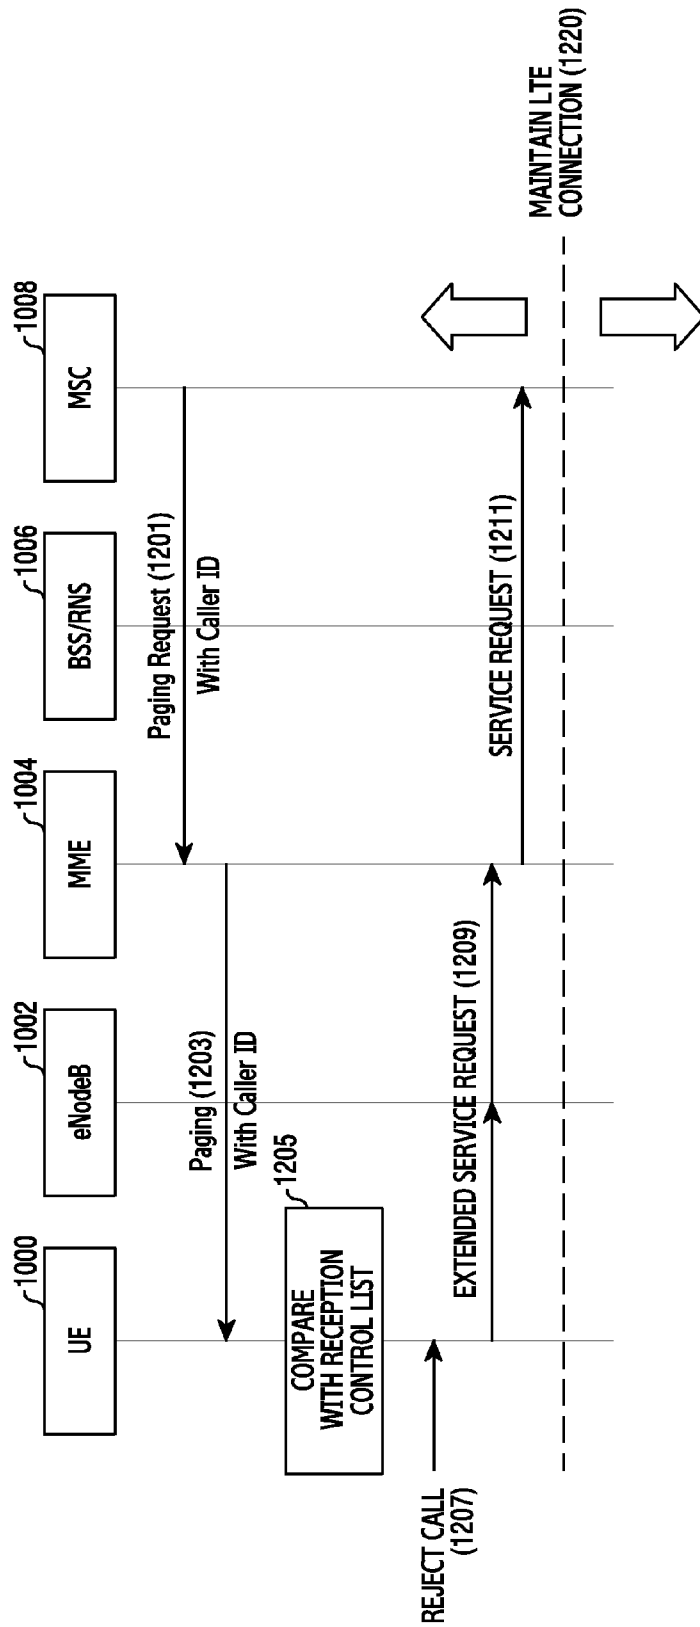 1000
UE
1002
eNodeB
1004
MME
1006
BSS/RNS
1008
MSC
Paging Request (1201)
With Caller ID
Paging (1203)
With Caller ID
1205
COMPARE
WITH RECEPTION
CONTROL LIST
REJECT CALL
(1207)
EXTENDED SERVICE REQUEST (1209)
SERVICE REQUEST (1211)
MAINTAIN LTE
CONNECTION (1220)